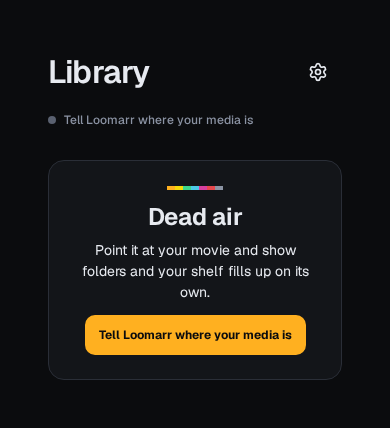 Library
Tell Loomarr where your media is
Dead air
Point it at your movie and show
folders and your shelf fills up on its
own.
Tell Loomarr where your media is